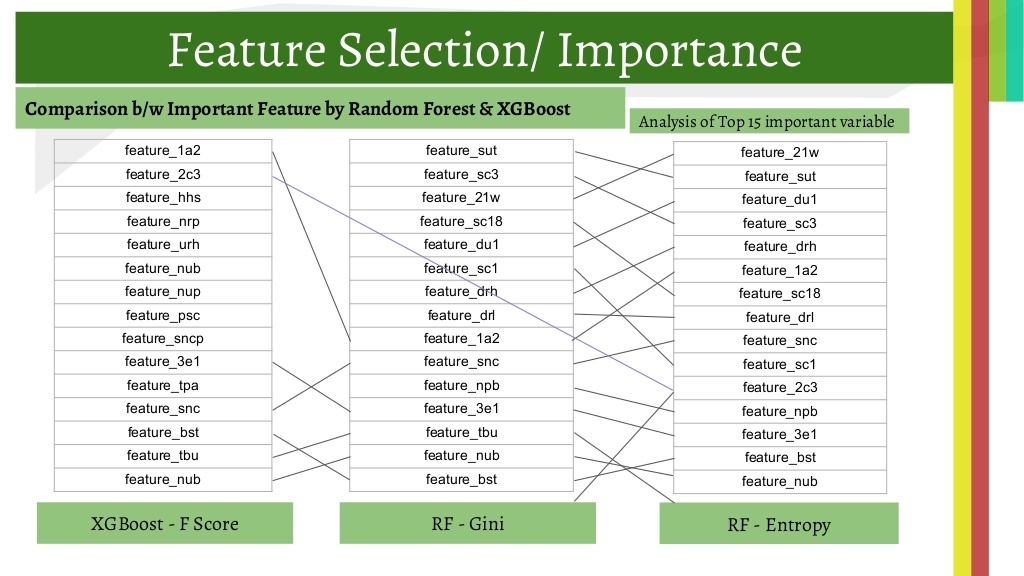 Feature Selection/ Importance
Comparison b/w Important Feature by Random Forest & XGBoost
Analysis of Top 15 important variable
feature_1a2
feature_2c3
feature_hhs
feature_nrp
feature_urh
feature_nub
feature_nup
feature_psc
feature_sncp
feature_3e1
feature_tpa
feature_snc
feature_bst
feature_tbu
feature_nub
XGBoost - F Score
feature_sut
feature_sc3
feature_21w
feature_sc18
feature_du1
feature_sc1
feature_drh
feature_drl
feature_1a2
feature_snc
feature_npb
feature_3e1
feature_tbu
feature_nub
feature_bst
RF - Gini
feature_21w
feature_sut
feature_du1
feature_sc3
feature_drh
feature_1a2
feature_sc18
feature_drl
feature_snc
feature_sc1
feature_2c3
feature_npb
feature_3e1
feature_bst
feature_nub
RF - Entropy